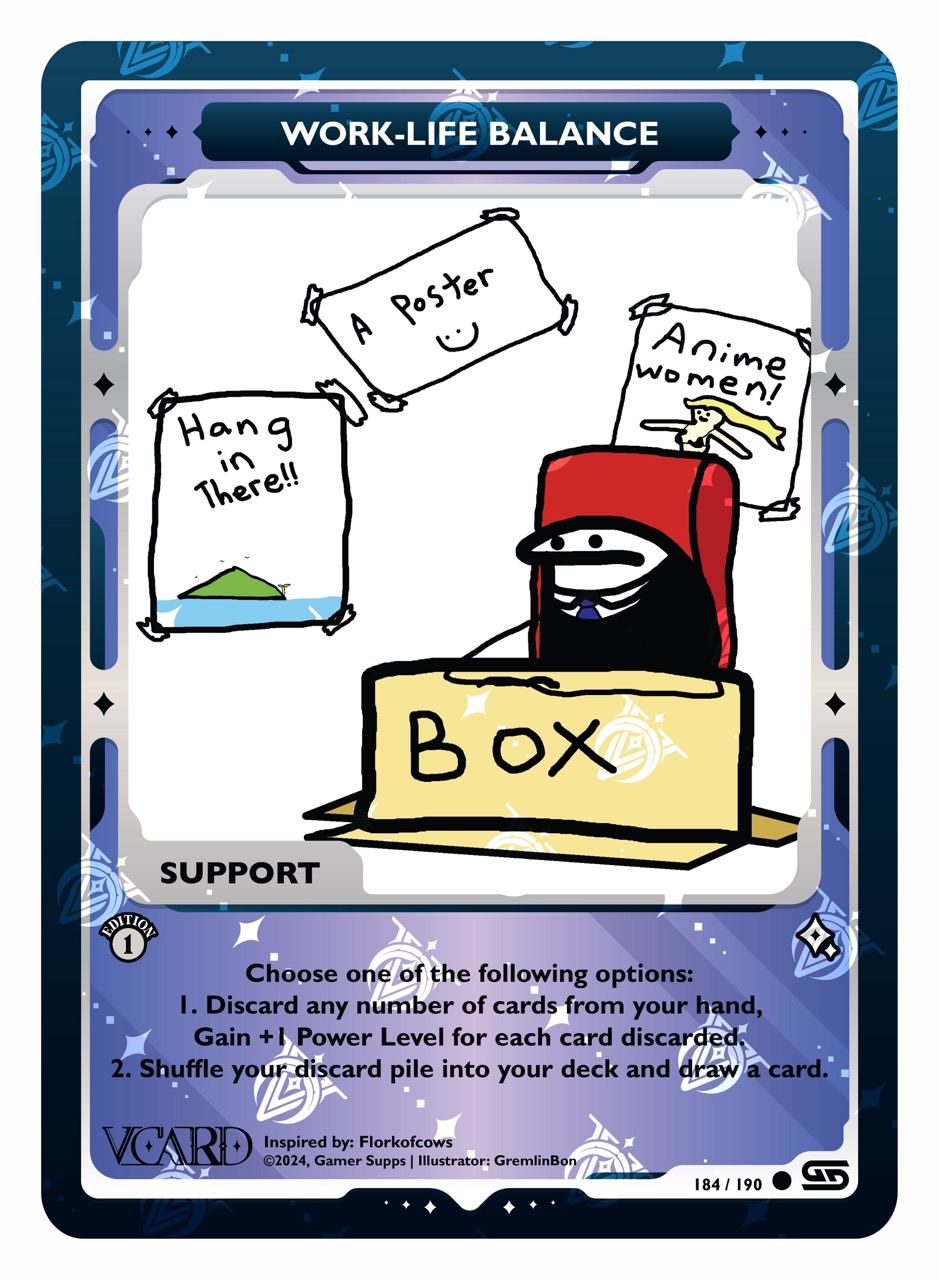 WORK-LIFE BALANCE
A Poster
Anime
women!
Hang
in
There!!
BOX
SUPPORT
EDITION
1
Choose one of the following options:
1. Discard any number of cards from your hand,
Gain +1 Power Level for each card discarded.
2. Shuffle your discard pile into your deck and draw a card.
VCARD
Inspired by: Florkofcows
©2024, Gamer Supps | Illustrator: GremlinBon
184 / 190
GS